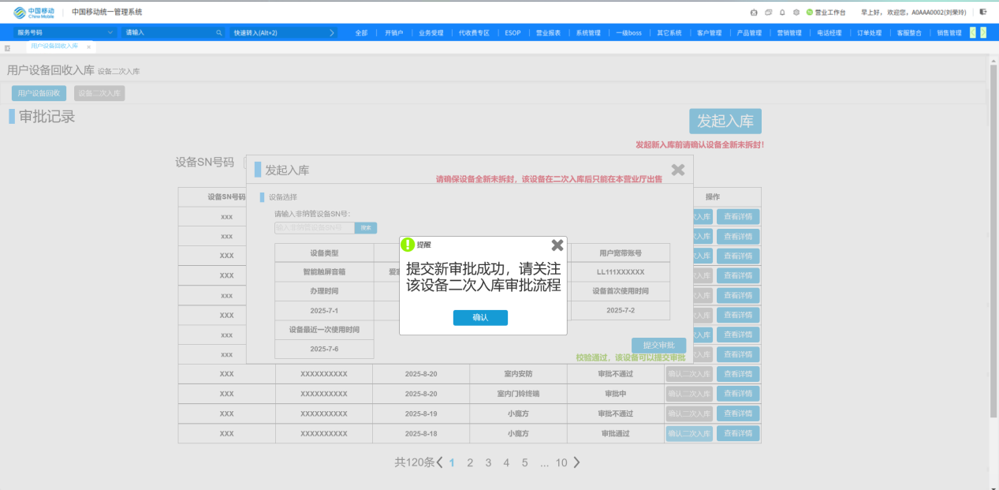 中国移动 China Mobile 中国移动统一管理系统 营业工作台 早上好，欢迎您，A0AAA0002(刘荣玲)
服务号码 请输入 快速转入(Alt+2) 全部 开销户 业务受理 代收费专区 ESOP 营业报表 系统管理 一级boss 其它系统 客户管理 产品管理 营销管理 电话经理 订单处理 客服整合 销售管理
用户设备回收入库 ×
用户设备回收入库 设备二次入库
用户设备回收 设备二次入库
审批记录 发起入库
发起新入库前请确认设备全新未拆封！
设备SN号码
发起入库
请确保设备全新未拆封，该设备在二次入库后只能在本营业厅出售
设备SN号码 操作
设备选择
请输入非纳管设备SN号:
请输入非纳管设备SN号 搜索
设备类型 用户宽带账号
智能触屏音箱 LL111XXXXXX
办理时间 设备首次使用时间
2025-7-1 2025-7-2
设备最近一次使用时间
2025-7-6
提醒
提交新审批成功，请关注
该设备二次入库审批流程
确认
提交审批
校验通过，该设备可以提交审批
xxx 入库 查看详情
xxx 入库 查看详情
XXX 入库 查看详情
XXX 入库 查看详情
xxx 入库 查看详情
XXX 入库 查看详情
xxx 入库 查看详情
xxx 入库 查看详情
XXX XXXXXXXXXX 2025-8-20 室内安防 审批不通过 确认二次入库 查看详情
XXX XXXXXXXXXX 2025-8-20 室内门铃终端 审批中 确认二次入库 查看详情
XXX XXXXXXXXXX 2025-8-19 小魔方 审批不通过 确认二次入库 查看详情
XXX XXXXXXXXXX 2025-8-18 小魔方 审批通过 确认二次入库 查看详情
共120条 1 2 3 4 5 ... 10